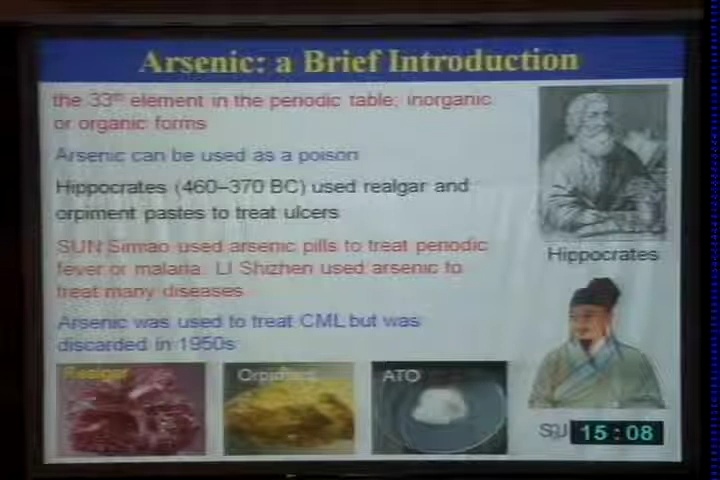 Arsenic: a Brief Introduction
the 33rd element in the periodic table; inorganic
or organic forms
Arsenic can be used as a poison
Hippocrates (460–370 BC) used realgar and
orpiment pastes to treat ulcers
SUN Simiao used arsenic pills to treat periodic
fever or malaria. LI Shizhen used arsenic to
treat many diseases
Arsenic was used to treat CML but was
discarded in 1950s
Hippocrates
Realgar
Orpiment
ATO
15:08